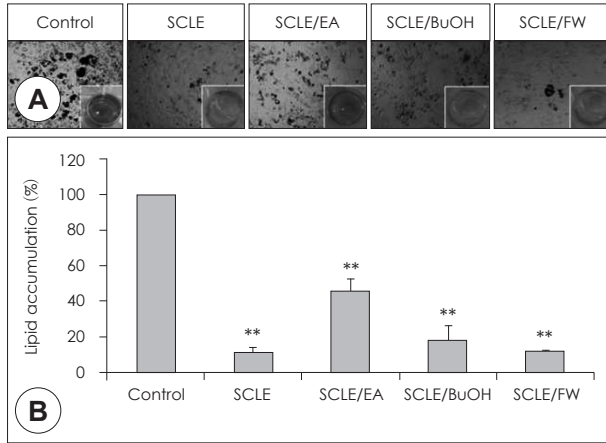 Control SCLE SCLE/EA SCLE/BuOH SCLE/FW
A
120
100
80
60
40
20
0
Lipid accumulation (%)
**
**
**
**
Control SCLE SCLE/EA SCLE/BuOH SCLE/FW
B